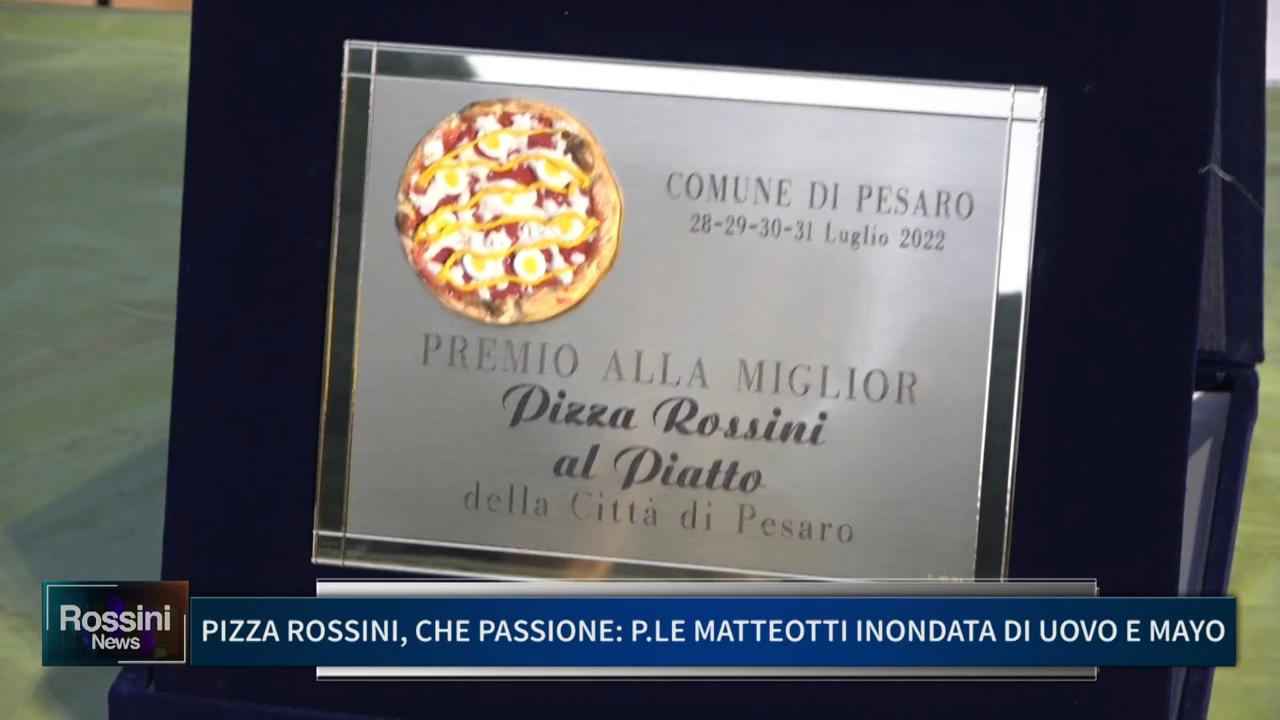 COMUNE DI PESARO
28-29-30-31 Luglio 2022
PREMIO ALLA MIGLIOR
Pizza Rossini
al Piatto
della Città di Pesaro
Rossini
News
PIZZA ROSSINI, CHE PASSIONE: P.LE MATTEOTTI INONDATA DI UOVO E MAYO